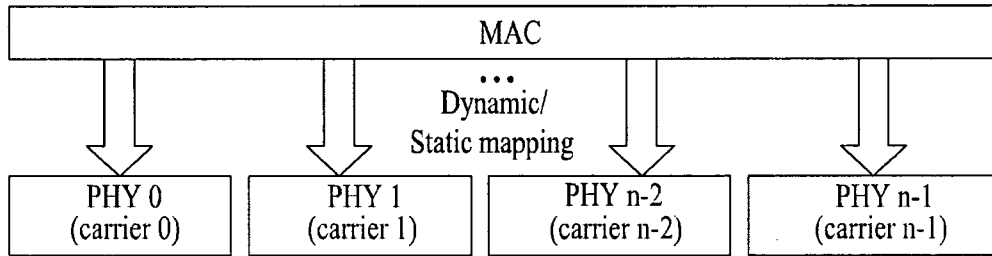 MAC
...
Dynamic/
Static mapping
PHY 0
(carrier 0)
PHY 1
(carrier 1)
PHY n-2
(carrier n-2)
PHY n-1
(carrier n-1)